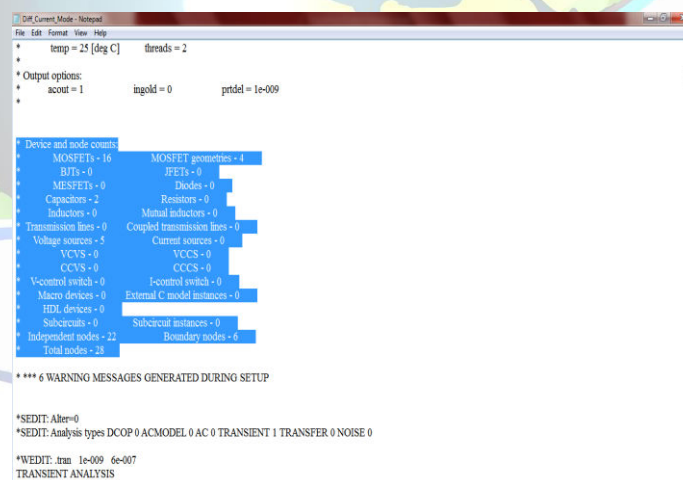 Diff_Current_Mode - Notepad
File Edit Format View Help
* temp = 25 [deg C] threads = 2
*
* Output options:
* acout = 1 ingold = 0 prtdel = 1e-009
*
* Device and node counts:
* MOSFETs - 16 MOSFET geometries - 4
* BJTs - 0 JFETs - 0
* MESFETs - 0 Diodes - 0
* Capacitors - 2 Resistors - 0
* Inductors - 0 Mutual inductors - 0
* Transmission lines - 0 Coupled transmission lines - 0
* Voltage sources - 5 Current sources - 0
* VCVS - 0 VCCS - 0
* CCVS - 0 CCCS - 0
* V-control switch - 0 I-control switch - 0
* Macro devices - 0 External C model instances - 0
* HDL devices - 0
* Subcircuits - 0 Subcircuit instances - 0
* Independent nodes - 22 Boundary nodes - 6
* Total nodes - 28
* *** 6 WARNING MESSAGES GENERATED DURING SETUP
*SEDIT: Alter=0
*SEDIT: Analysis types DCOP 0 ACMODEL 0 AC 0 TRANSIENT 1 TRANSFER 0 NOISE 0
*WEDIT: .tran 1e-009 6e-007
TRANSIENT ANALYSIS